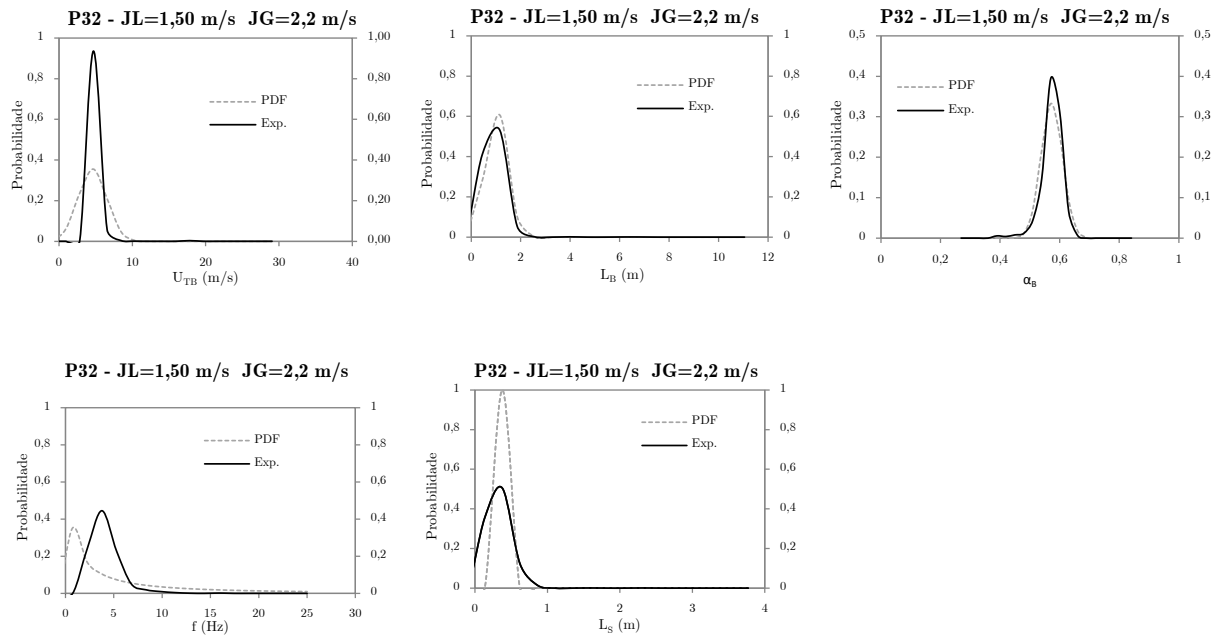 P32 - JL=1,50 m/s JG=2,2 m/s
1
0,8
0,6
0,4
0,2
0
1,00
0,80
0,60
0,40
0,20
0,00
Probabilidade
PDF
Exp.
0 10 20 30 40
U_TB (m/s)
P32 - JL=1,50 m/s JG=2,2 m/s
1
0,8
0,6
0,4
0,2
0
1
0,8
0,6
0,4
0,2
0
Probabilidade
PDF
Exp.
0 2 4 6 8 10 12
L_B (m)
P32 - JL=1,50 m/s JG=2,2 m/s
0,5
0,4
0,3
0,2
0,1
0
0,5
0,4
0,3
0,2
0,1
0
Probabilidade
PDF
Exp.
0 0,2 0,4 0,6 0,8 1
α_B
P32 - JL=1,50 m/s JG=2,2 m/s
1
0,8
0,6
0,4
0,2
0
1
0,8
0,6
0,4
0,2
0
Probabilidade
PDF
Exp.
0 5 10 15 20 25 30
f (Hz)
P32 - JL=1,50 m/s JG=2,2 m/s
1
0,8
0,6
0,4
0,2
0
1
0,8
0,6
0,4
0,2
0
Probabilidade
PDF
Exp.
0 1 2 3 4
L_S (m)